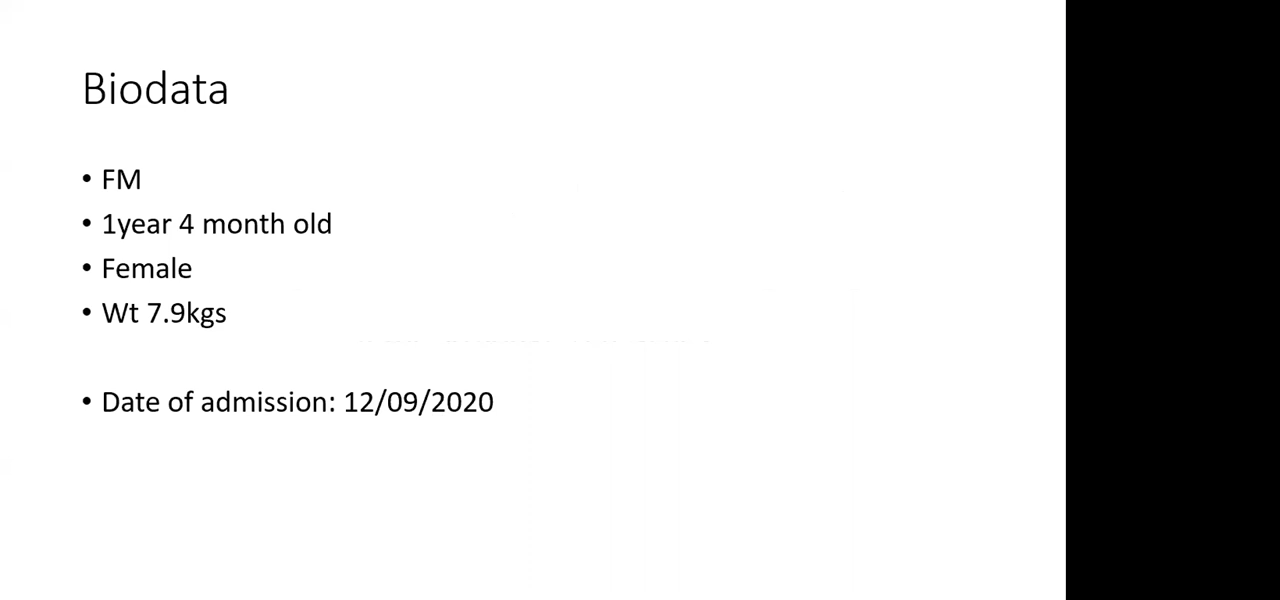 Biodata
• FM
• 1year 4 month old
• Female
• Wt 7.9kgs
• Date of admission: 12/09/2020